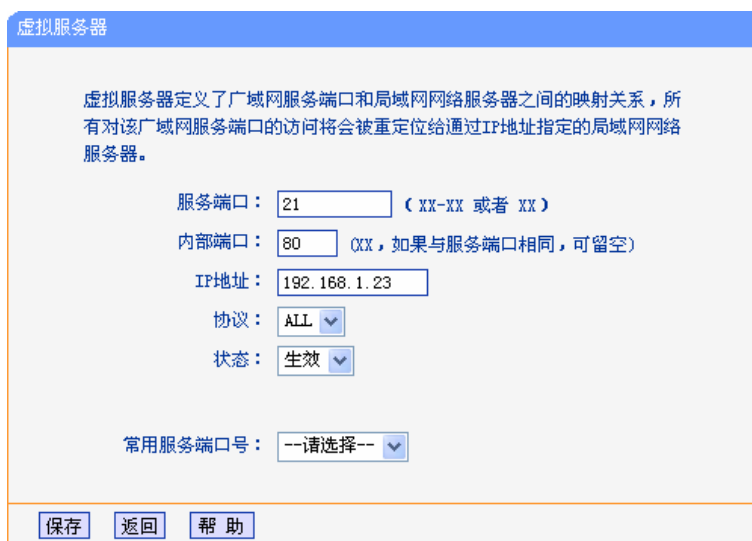 虚拟服务器
虚拟服务器定义了广域网服务端口和局域网网络服务器之间的映射关系，所
有对该广域网服务端口的访问将会被重定位给通过IP地址指定的局域网网络
服务器。
服务端口： 21 （XX-XX 或者 XX）
内部端口： 80 (XX，如果与服务端口相同，可留空)
IP地址： 192.168.1.23
协议： ALL
状态： 生效
常用服务端口号： --请选择--
保存 返回 帮 助